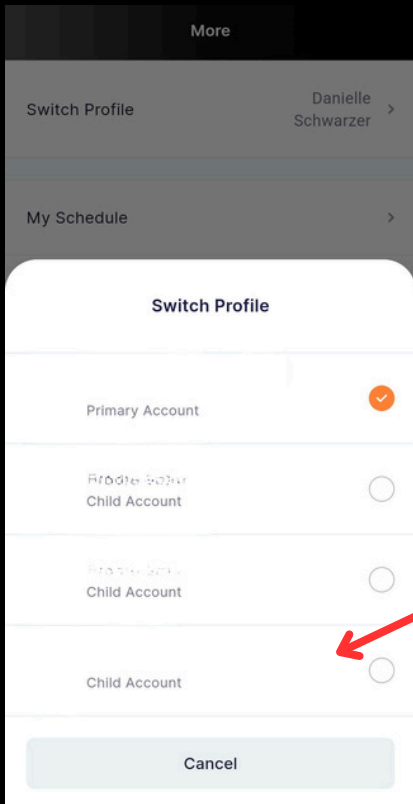 More
Switch Profile
Danielle
Schwarzer
My Schedule
Switch Profile
Primary Account
Child Account
Child Account
Child Account
Cancel